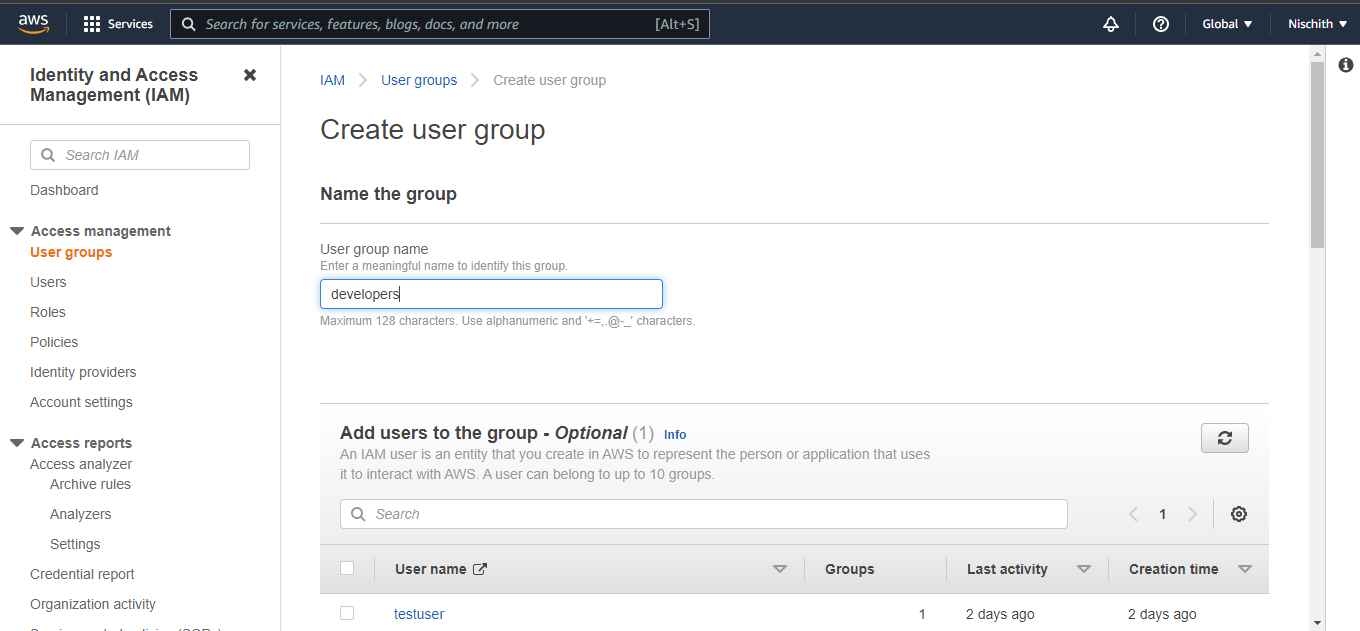 aws
Services
Search for services, features, blogs, docs, and more
[Alt+S]
Global
Nischith
Identity and Access
Management (IAM)
Search IAM
Dashboard
Access management
User groups
Users
Roles
Policies
Identity providers
Account settings
Access reports
Access analyzer
Archive rules
Analyzers
Settings
Credential report
Organization activity
IAM
User groups
Create user group
Create user group
Name the group
User group name
Enter a meaningful name to identify this group.
developers
Maximum 128 characters. Use alphanumeric and '+=,.@-_' characters.
Add users to the group - Optional (1) Info
An IAM user is an entity that you create in AWS to represent the person or application that uses
it to interact with AWS. A user can belong to up to 10 groups.
Search
1
User name
Groups
Last activity
Creation time
testuser
1
2 days ago
2 days ago